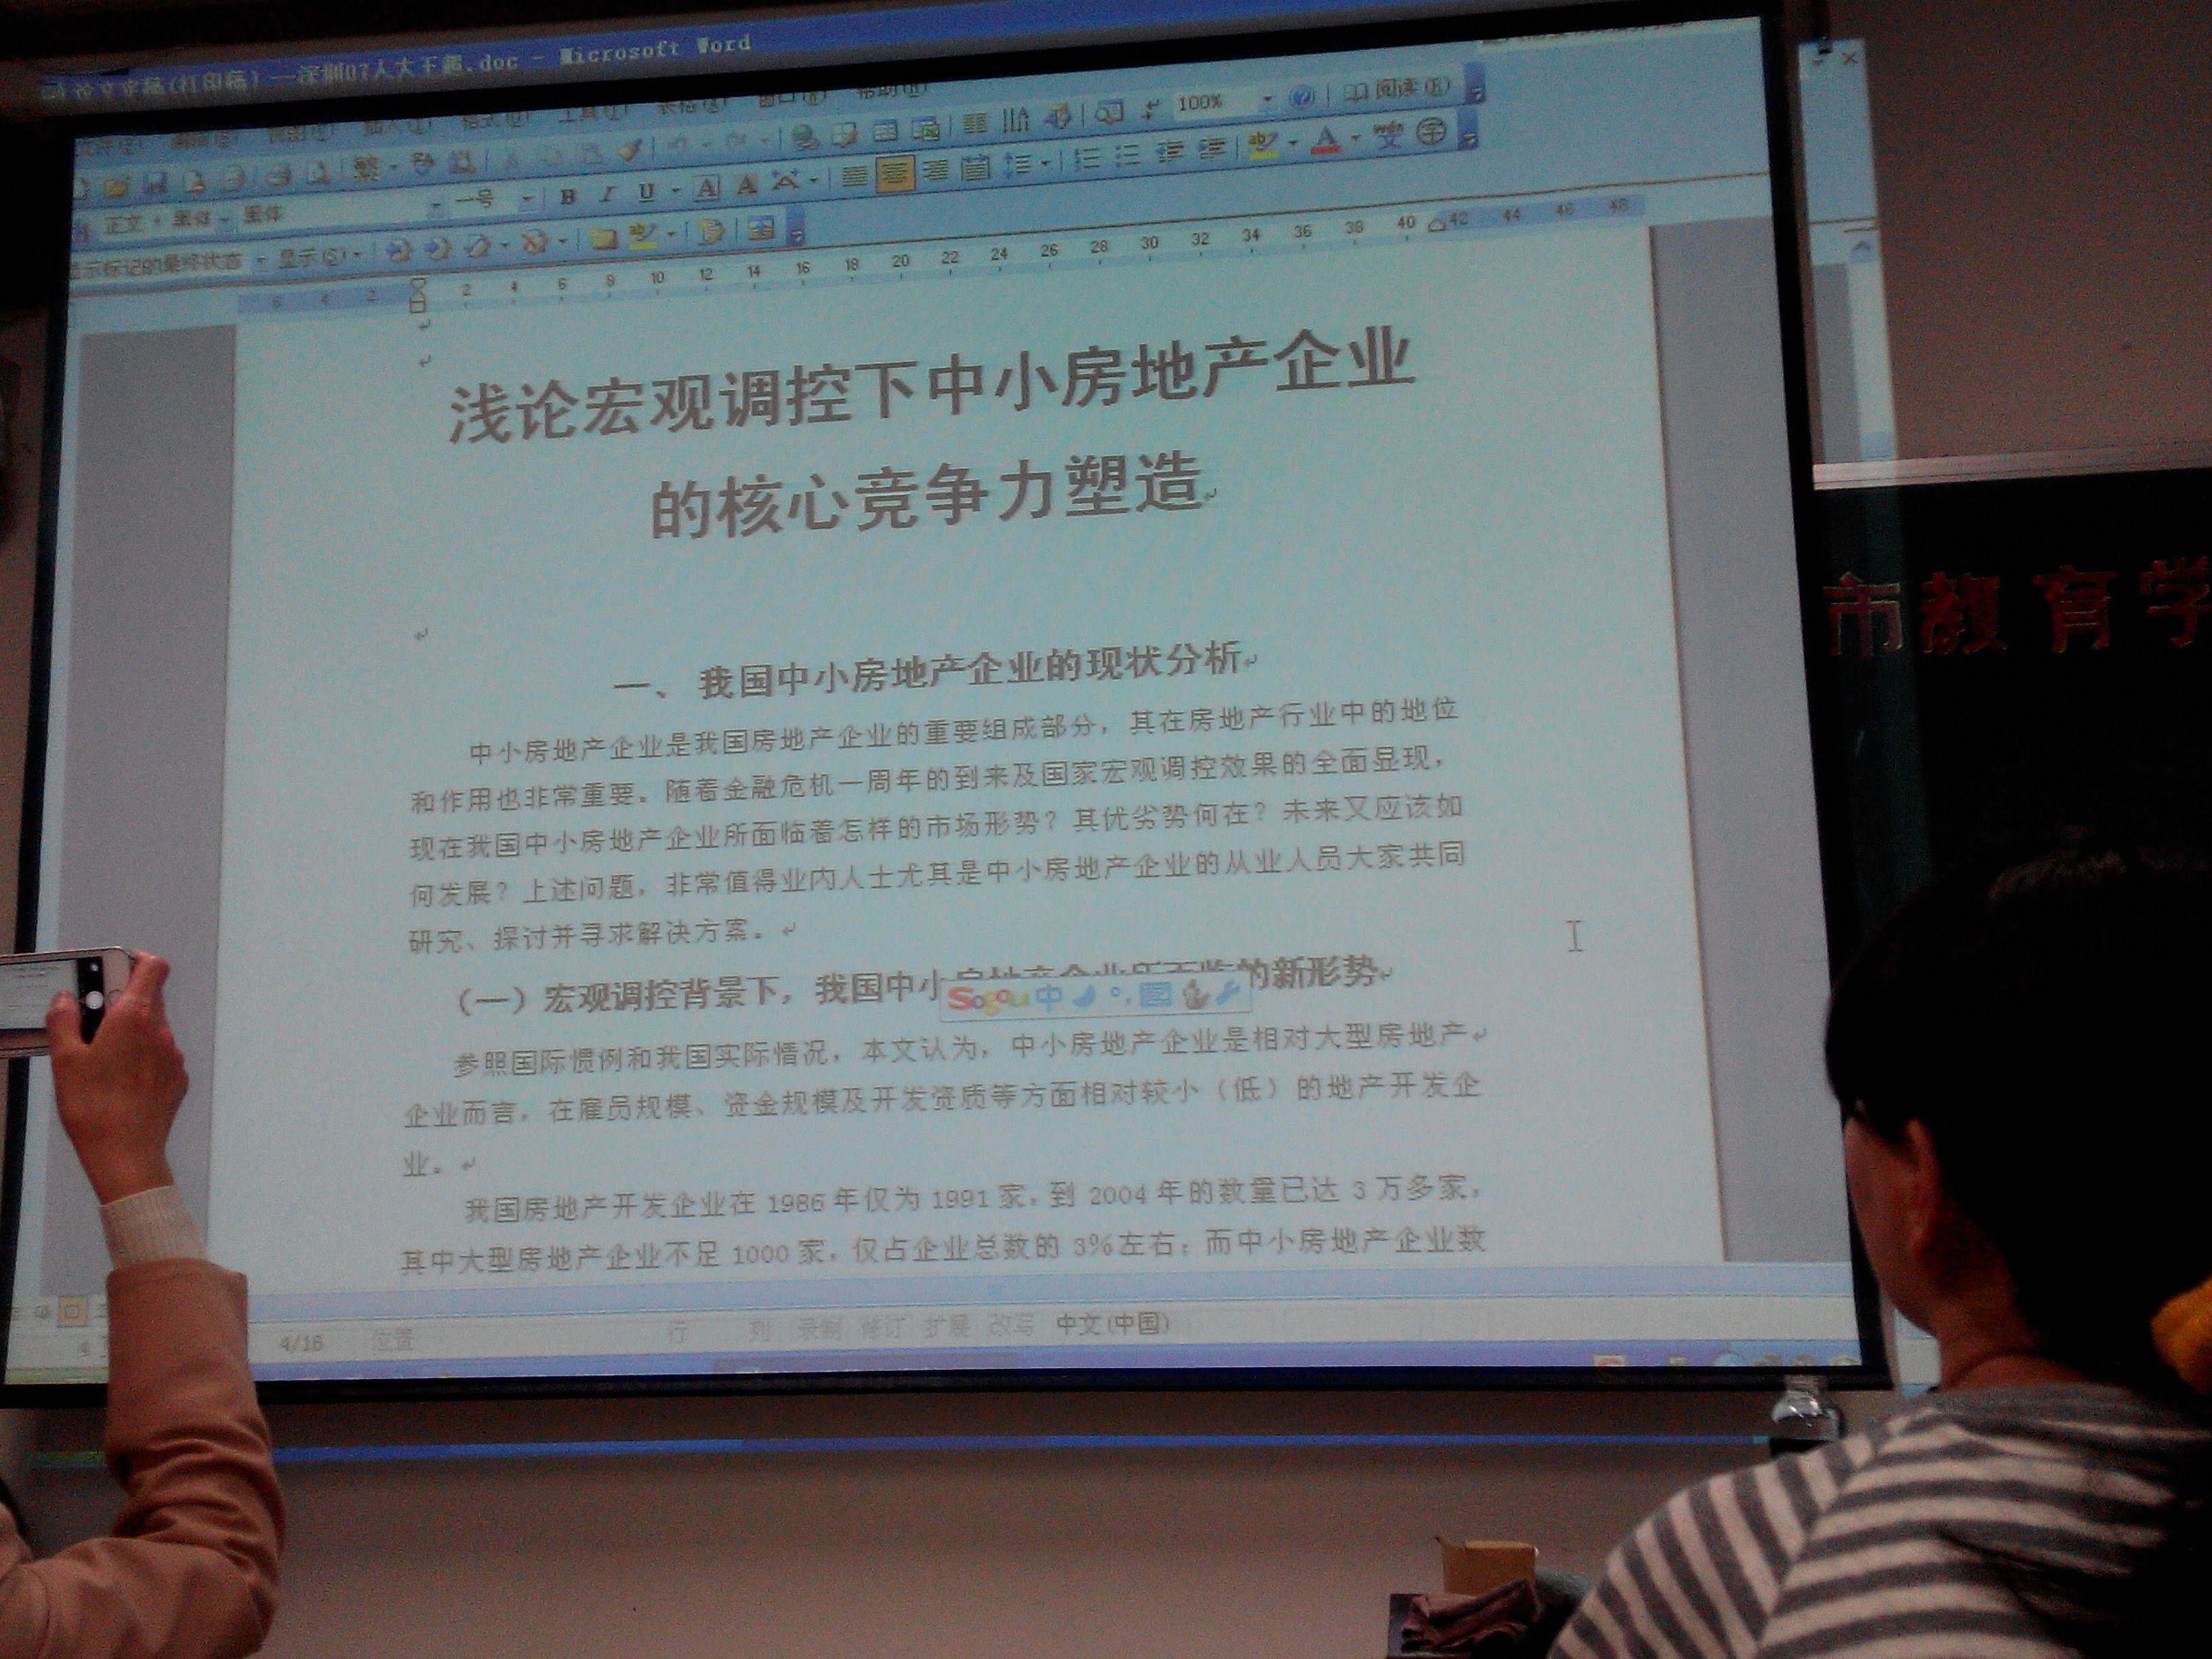 论文定稿(打印稿)--深圳07人大王超.doc - Microsoft Word
工具(T) 表格(A) 窗口(W) 帮助(H)
100% 阅读(R)
正文 + 黑体 黑体 一号 B I U A A A
显示标记的最终状态 显示(S)
6 4 2 2 4 6 8 10 12 14 16 18 20 22 24 26 28 30 32 34 36 38 40 42 44 46 48
浅论宏观调控下中小房地产企业
的核心竞争力塑造
一、我国中小房地产企业的现状分析
中小房地产企业是我国房地产企业的重要组成部分，其在房地产行业中的地位
和作用也非常重要。随着金融危机一周年的到来及国家宏观调控效果的全面显现，
现在我国中小房地产企业所面临着怎样的市场形势？其优劣势何在？未来又应该如
何发展？上述问题，非常值得业内人士尤其是中小房地产企业的从业人员大家共同
研究、探讨并寻求解决方案。
（一）宏观调控背景下，我国中小房地产企业所面临的新形势
Sogou 中
参照国际惯例和我国实际情况，本文认为，中小房地产企业是相对大型房地产
企业而言，在雇员规模、资金规模及开发资质等方面相对较小（低）的地产开发企
业。
我国房地产开发企业在 1986 年仅为 1991 家，到 2004 年的数量已达 3 万多家，
其中大型房地产企业不足 1000 家，仅占企业总数的 3%左右；而中小房地产企业数
4/16 位置 行 列 录制 修订 扩展 改写 中文(中国)
市教育学